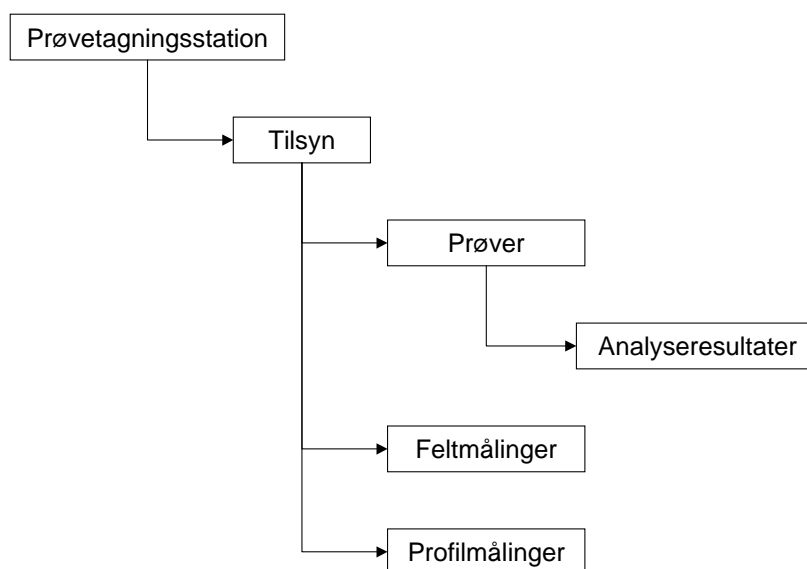 Prøvetagningsstation
Tilsyn
Prøver
Analyseresultater
Feltmålinger
Profilmålinger